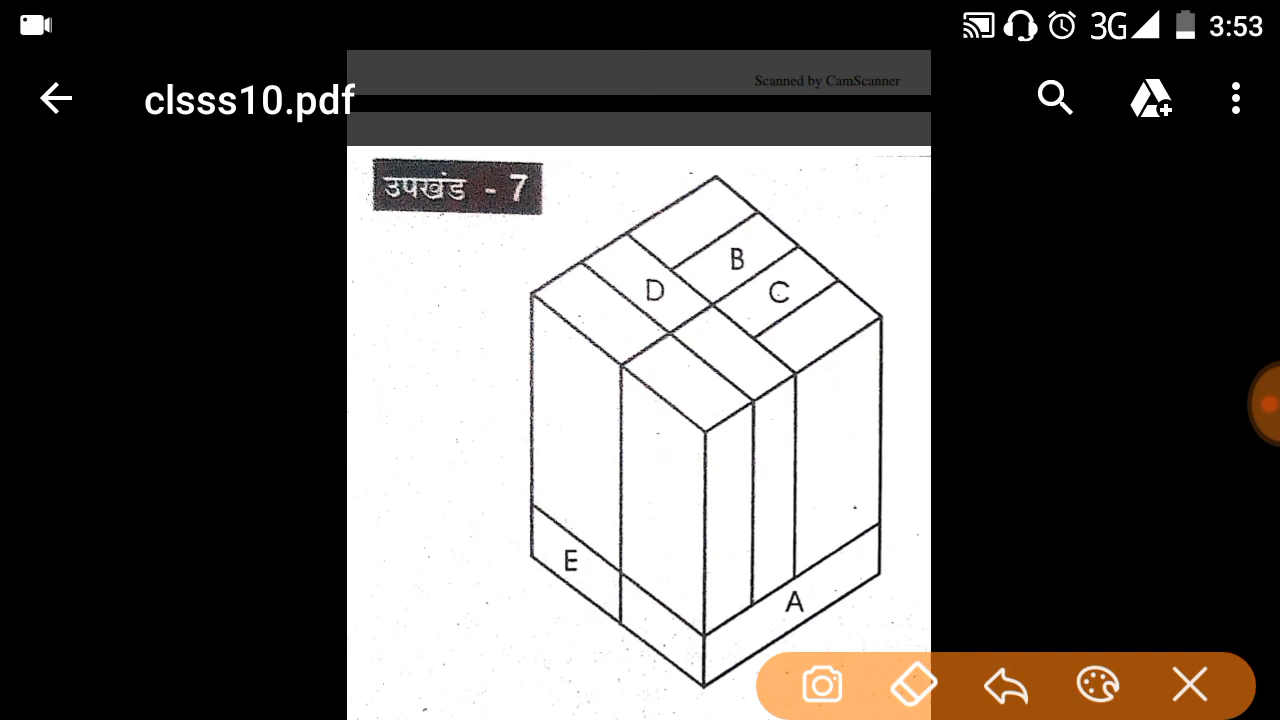 3G 3:53
clsss10.pdf
Scanned by CamScanner
उपखंड - 7
B
D
C
E
A